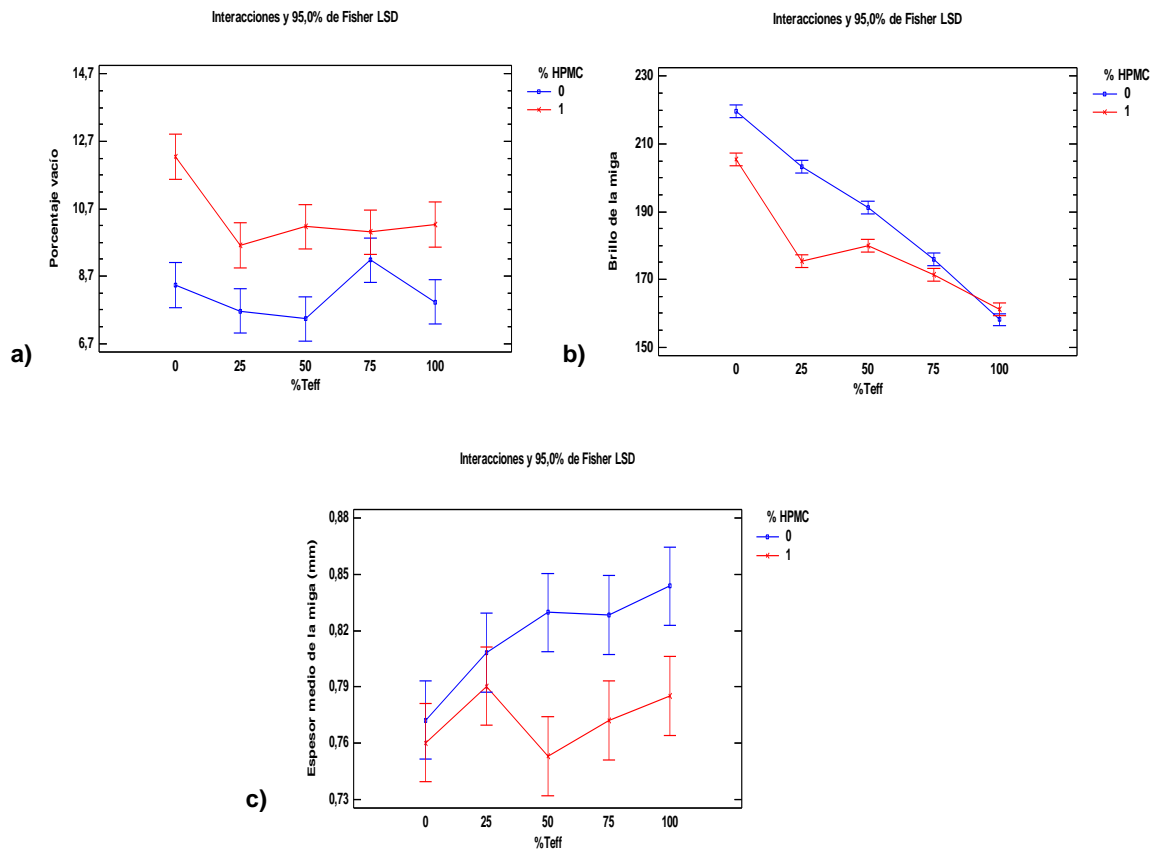 Interacciones y 95,0% de Fisher LSD
% HPMC
0
1
Porcentaje vacío
14,7
12,7
10,7
8,7
6,7
0 25 50 75 100
%Teff
a)
Interacciones y 95,0% de Fisher LSD
% HPMC
0
1
Brillo de la miga
230
210
190
170
150
0 25 50 75 100
%Teff
b)
Interacciones y 95,0% de Fisher LSD
% HPMC
0
1
Espesor medio de la miga (mm)
0,88
0,85
0,82
0,79
0,76
0,73
0 25 50 75 100
%Teff
c)